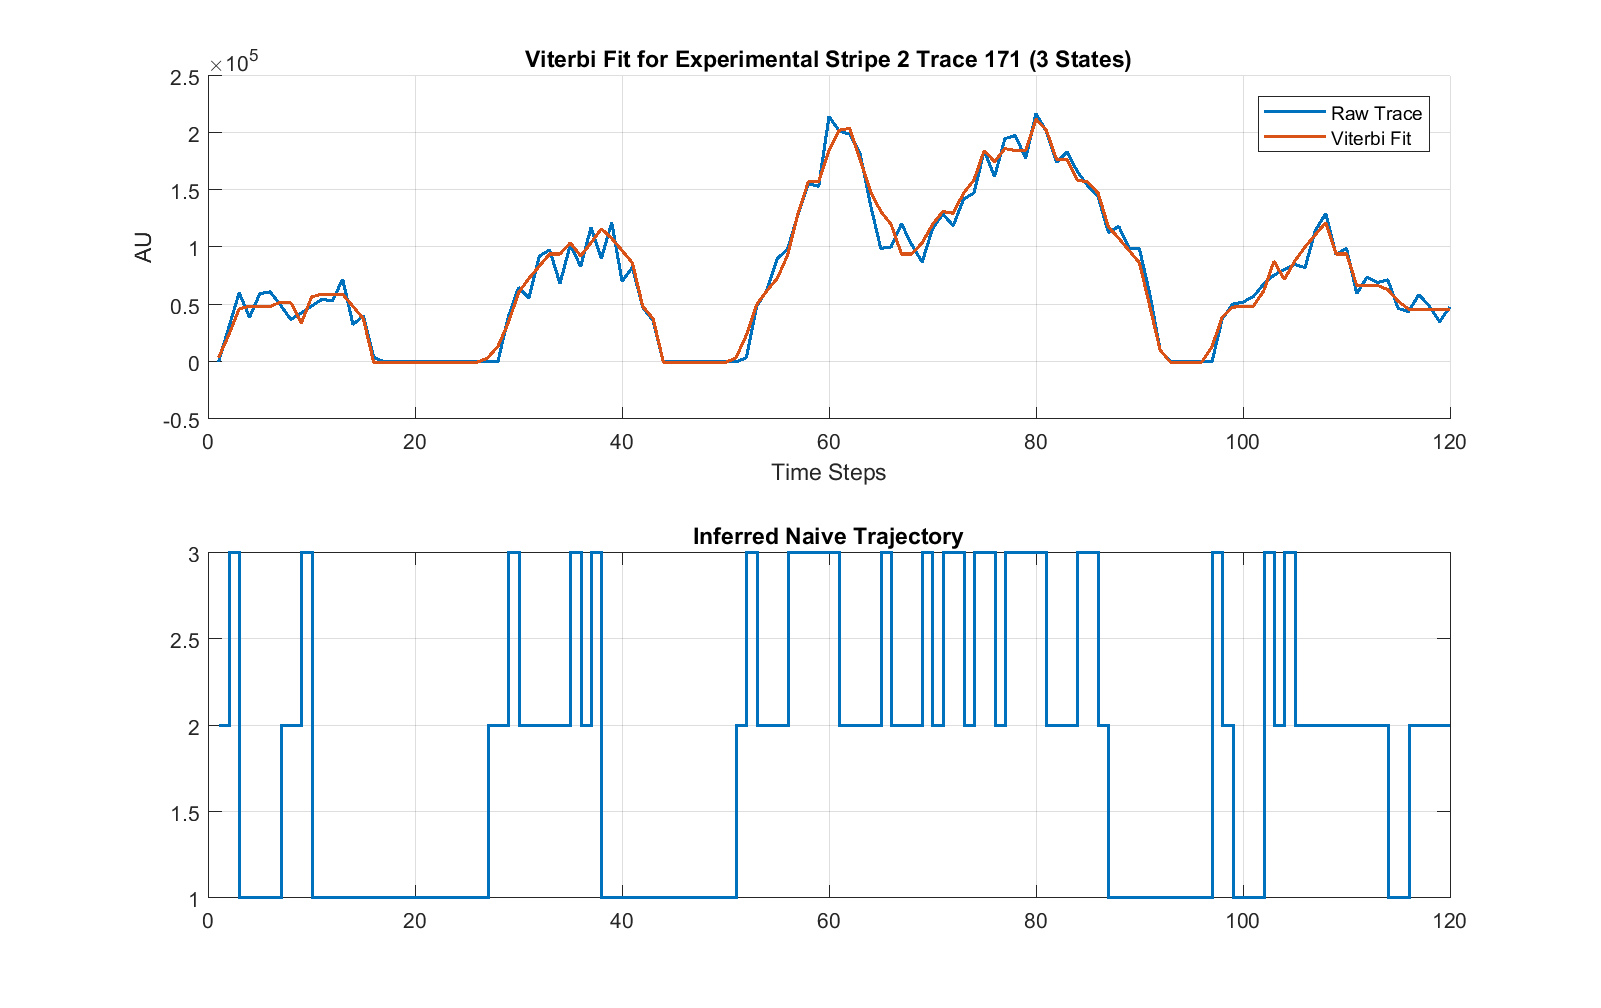 Viterbi Fit for Experimental Stripe 2 Trace 171 (3 States)
×10^5
2.5
2
1.5
1
0.5
0
-0.5
AU
Raw Trace
Viterbi Fit
0 20 40 60 80 100 120
Time Steps
Inferred Naive Trajectory
3
2.5
2
1.5
1
0 20 40 60 80 100 120